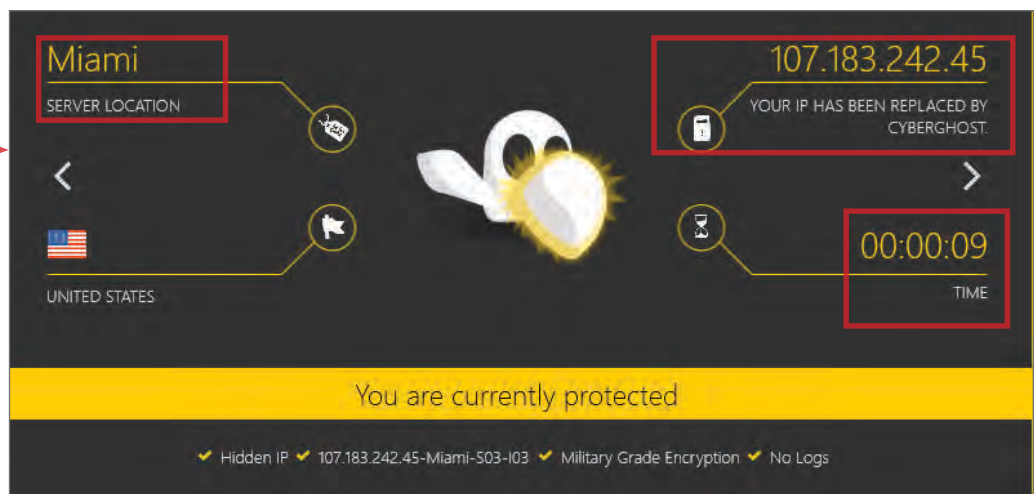 Miami
SERVER LOCATION
107.183.242.45
YOUR IP HAS BEEN REPLACED BY
CYBERGHOST.
UNITED STATES
00:00:09
TIME
You are currently protected
✔ Hidden IP ✔ 107.183.242.45-Miami-S03-I03 ✔ Military Grade Encryption ✔ No Logs